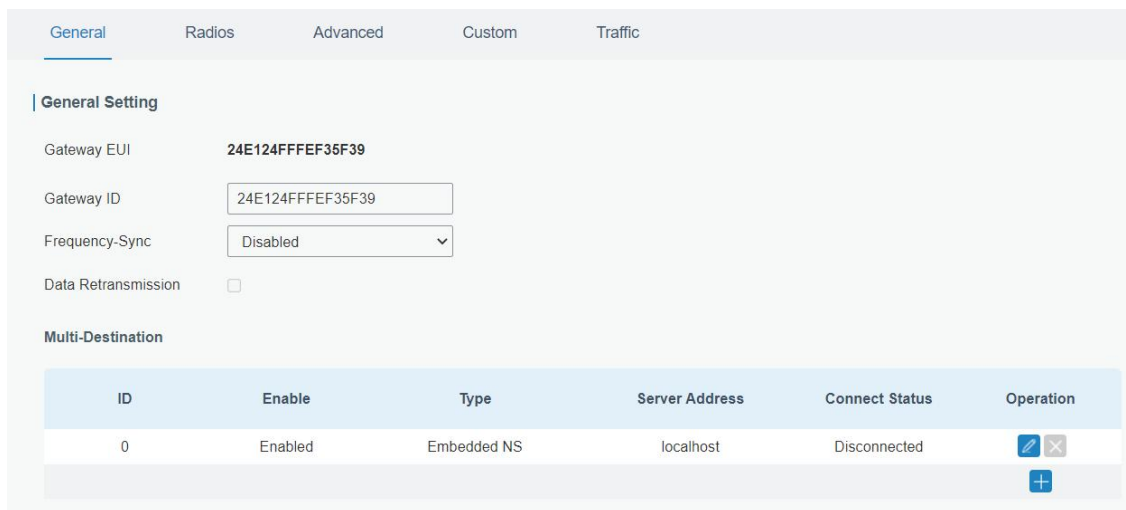 General Radios Advanced Custom Traffic
General Setting
Gateway EUI 24E124FFFEF35F39
Gateway ID 24E124FFFEF35F39
Frequency-Sync Disabled
Data Retransmission
Multi-Destination
ID Enable Type Server Address Connect Status Operation
0 Enabled Embedded NS localhost Disconnected